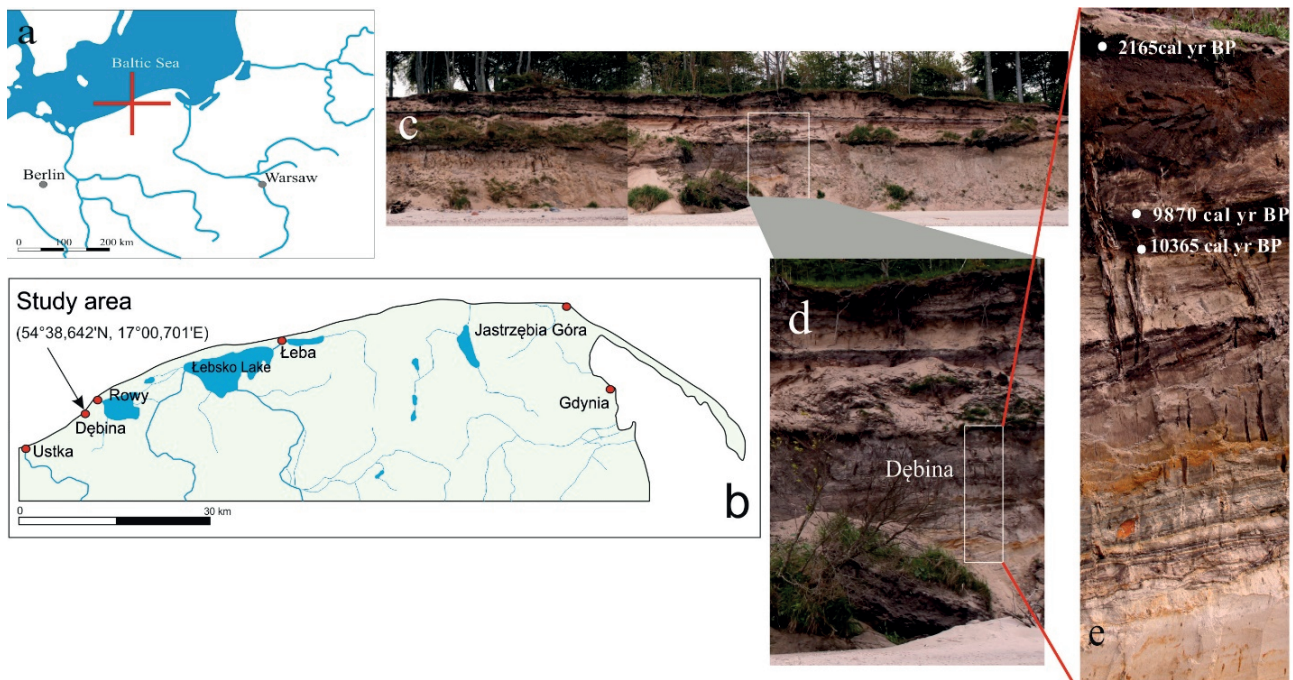 a
Baltic Sea
Berlin
Warsaw
0 100 200 km
Study area
(54°38,642'N, 17°00,701'E)
Jastrzębia Góra
Łeba
Łebsko Lake
Rowy
Gdynia
Dębina
Ustka
0 30 km
b
c
d
Dębina
2165cal yr BP
9870 cal yr BP
10365 cal yr BP
e